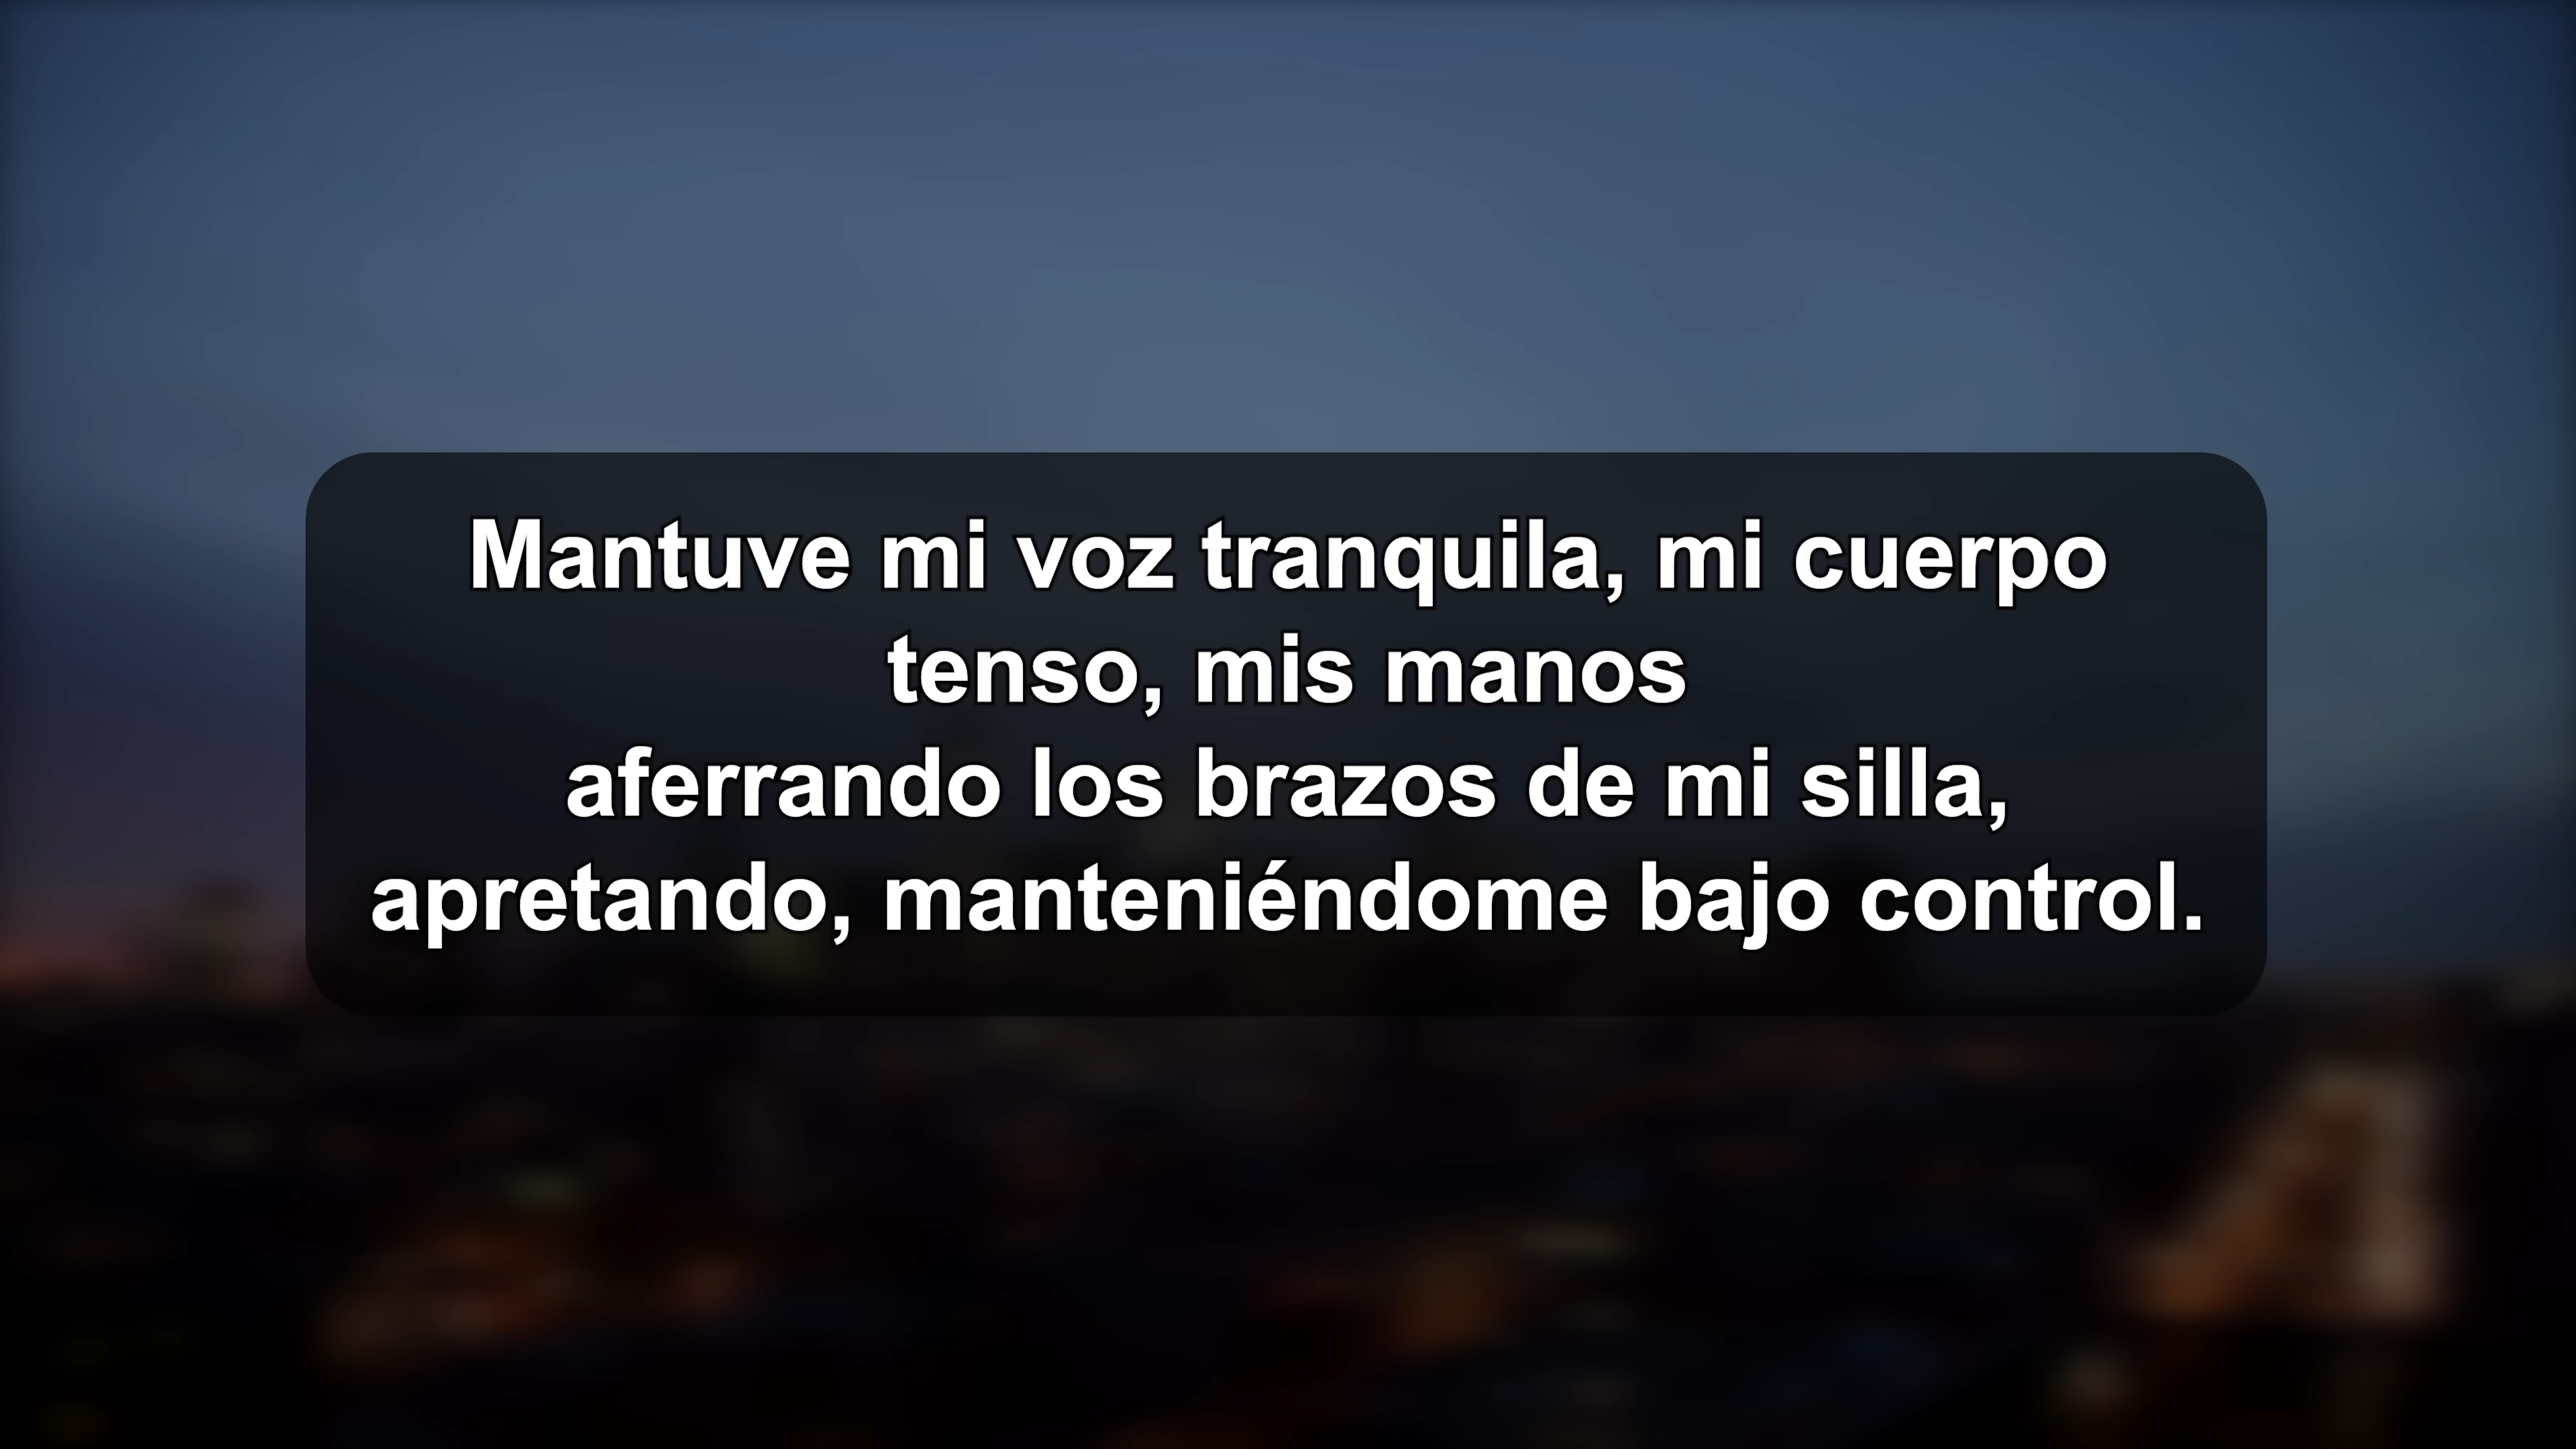 Mantuve mi voz tranquila, mi cuerpo
tenso, mis manos
aferrando los brazos de mi silla,
apretando, manteniéndome bajo control.